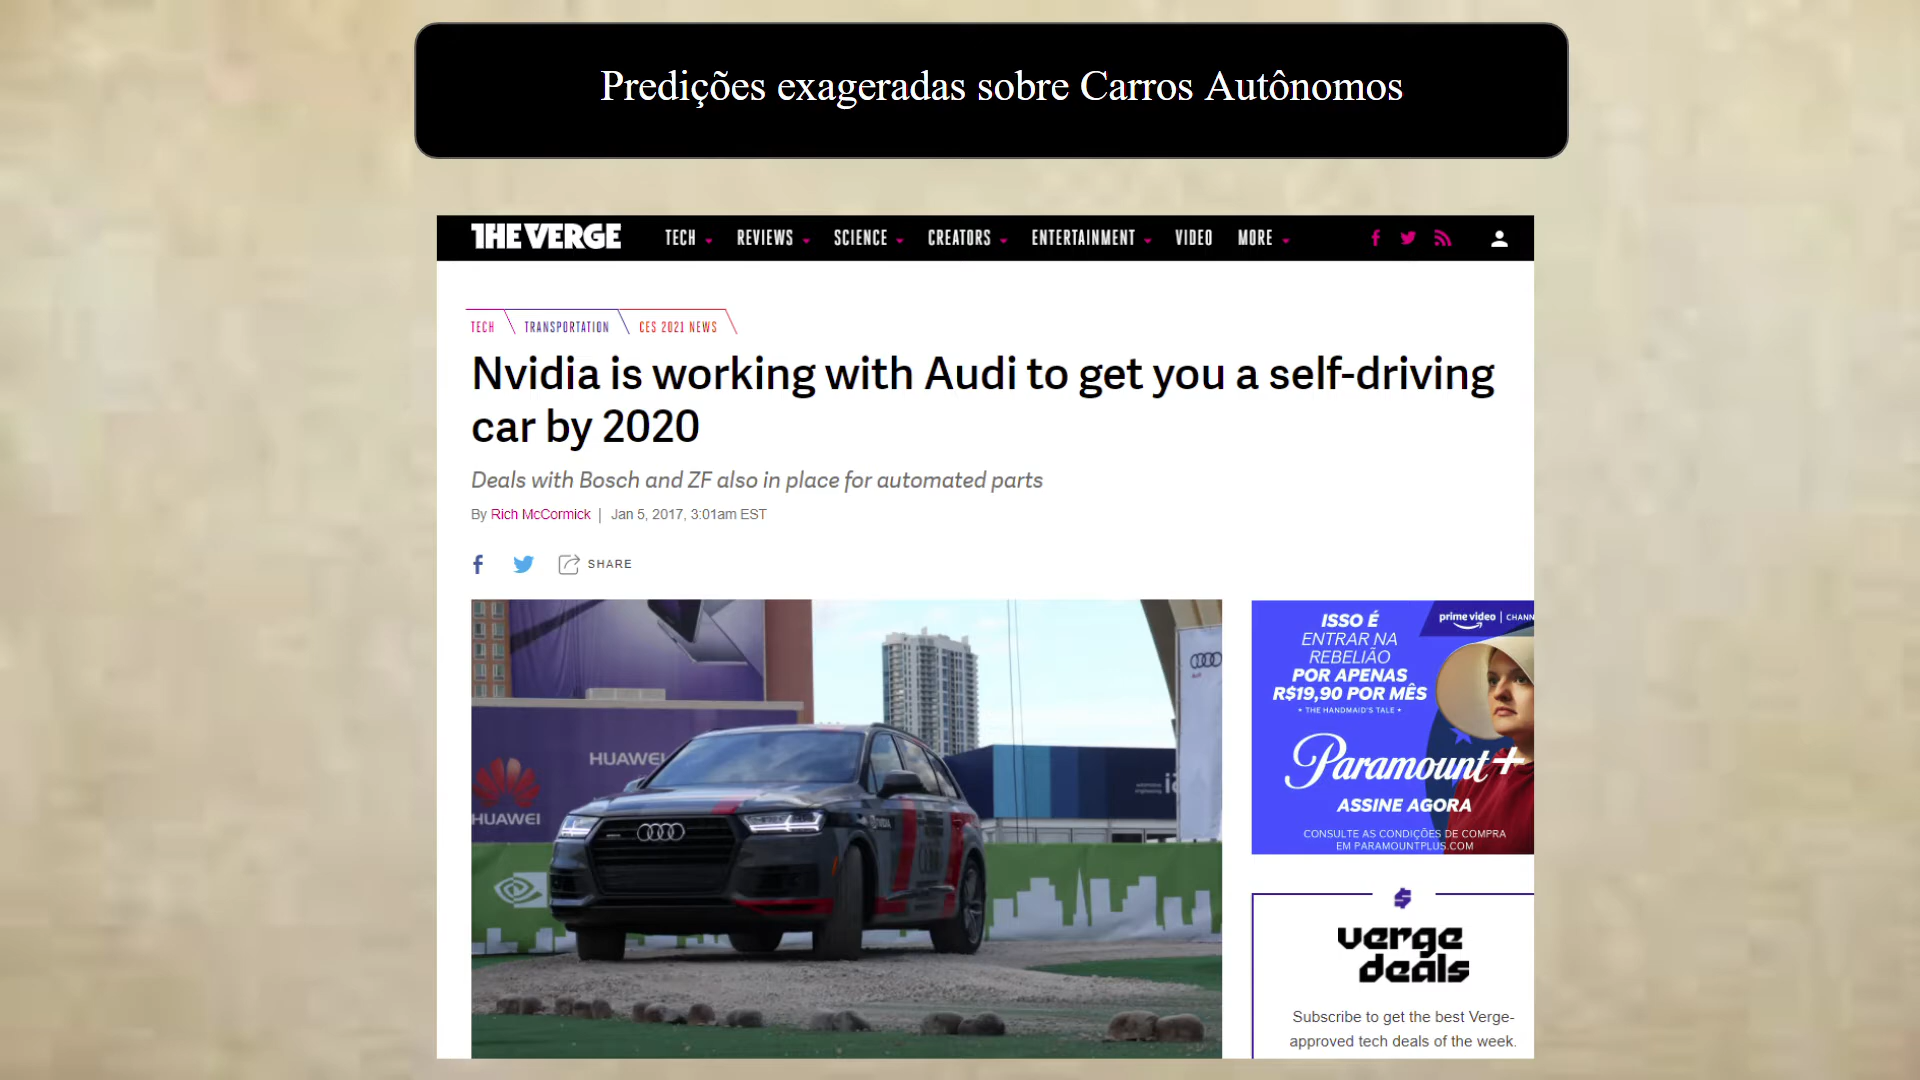 Predições exageradas sobre Carros Autônomos
THE VERGE TECH REVIEWS SCIENCE CREATORS ENTERTAINMENT VIDEO MORE
TECH TRANSPORTATION CES 2021 NEWS
Nvidia is working with Audi to get you a self-driving
car by 2020
Deals with Bosch and ZF also in place for automated parts
By Rich McCormick | Jan 5, 2017, 3:01am EST
SHARE
HUAWEI
HUAWEI
NVIDIA
Audi
ISSO É
ENTRAR NA
REBELIÃO
POR APENAS
R$19,90 POR MÊS
• THE HANDMAID'S TALE •
prime video | CHANN
Paramount+
ASSINE AGORA
CONSULTE AS CONDIÇÕES DE COMPRA
EM PARAMOUNTPLUS.COM
verge
deals
Subscribe to get the best Verge-
approved tech deals of the week.